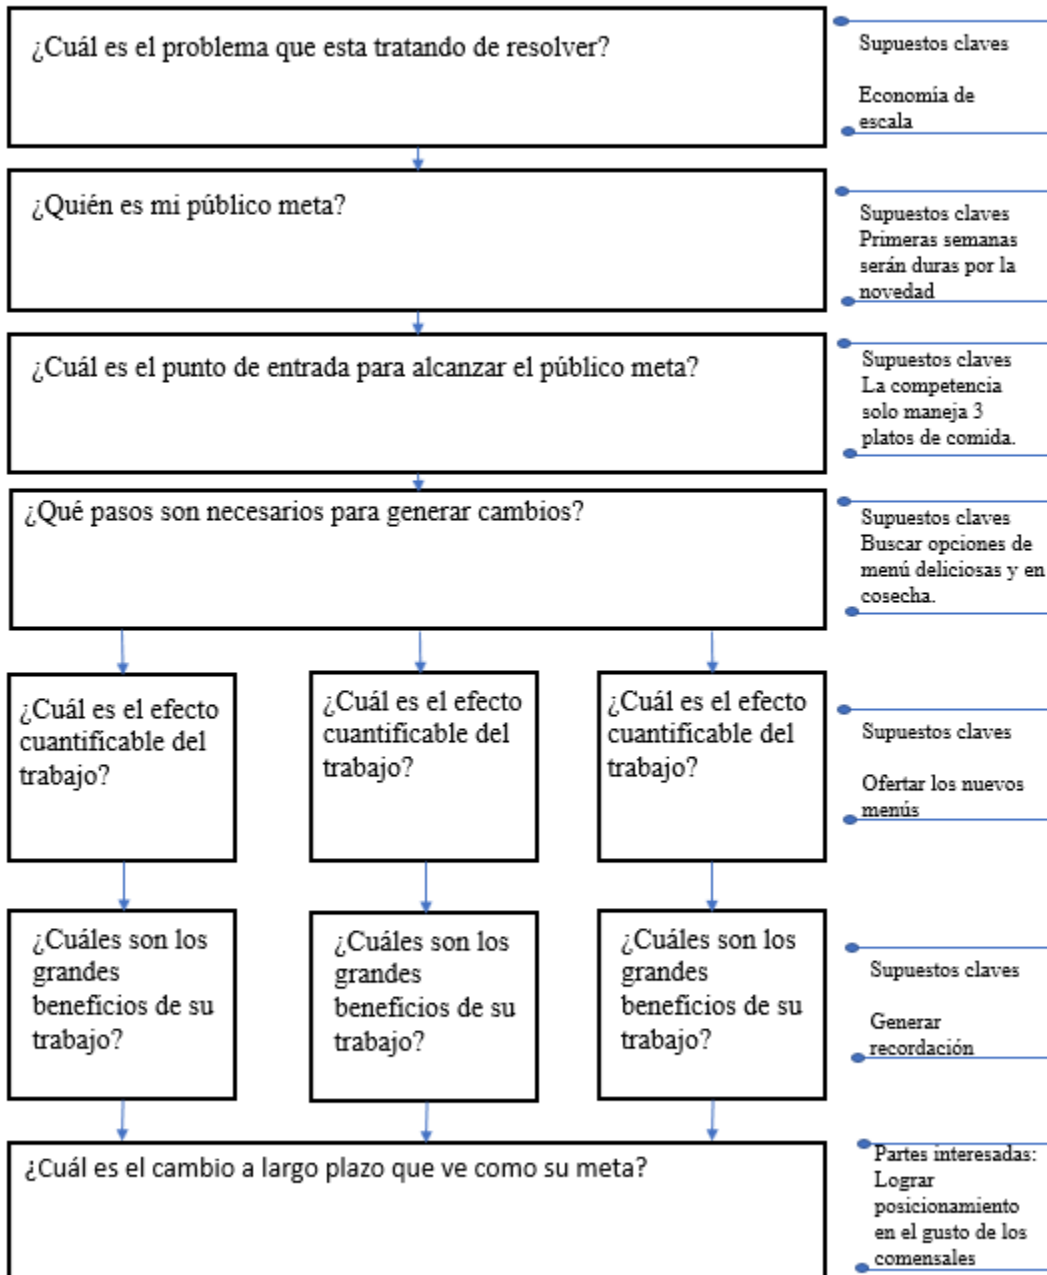 ¿Cuál es el problema que esta tratando de resolver?
Supuestos claves
Economía de
escala
¿Quién es mi público meta?
Supuestos claves
Primeras semanas
serán duras por la
novedad
¿Cuál es el punto de entrada para alcanzar el público meta?
Supuestos claves
La competencia
solo maneja 3
platos de comida.
¿Qué pasos son necesarios para generar cambios?
Supuestos claves
Buscar opciones de
menú deliciosas y en
cosecha.
¿Cuál es el efecto
cuantificable del
trabajo?
¿Cuál es el efecto
cuantificable del
trabajo?
¿Cuál es el efecto
cuantificable del
trabajo?
Supuestos claves
Ofertar los nuevos
menús
¿Cuáles son los
grandes
beneficios de su
trabajo?
¿Cuáles son los
grandes
beneficios de su
trabajo?
¿Cuáles son los
grandes
beneficios de su
trabajo?
Supuestos claves
Generar
recordación
¿Cuál es el cambio a largo plazo que ve como su meta?
Partes interesadas:
Lograr
posicionamiento
en el gusto de los
comensales